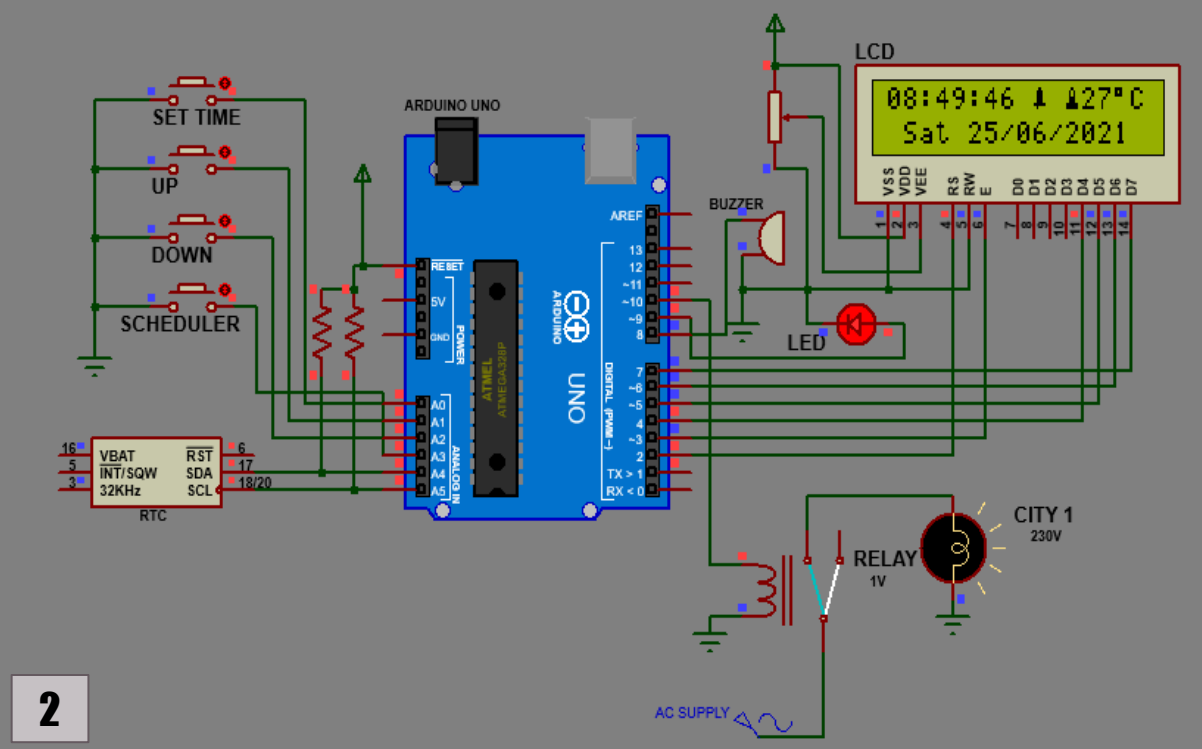 SET TIME
UP
DOWN
SCHEDULER
16 VBAT RST 6
5 INT/SQW SDA 17
3 32KHz SCL 18/20
RTC
ARDUINO UNO
RESET
5V
GND
POWER
A0
A1
A2
A3
A4
A5
ANALOG IN
ATMEL
ATMEGA328P
ARDUINO
UNO
AREF
13
12
~11
~10
~9
8
7
~6
~5
4
~3
2
TX > 1
RX < 0
DIGITAL (PWM~)
BUZZER
LED
LCD
08:49:46 27°C
Sat 25/06/2021
VSS VDD VEE RS RW E D0 D1 D2 D3 D4 D5 D6 D7
1 2 3 4 5 6 7 8 9 10 11 12 13 14
RELAY
1V
CITY 1
230V
AC SUPPLY
2